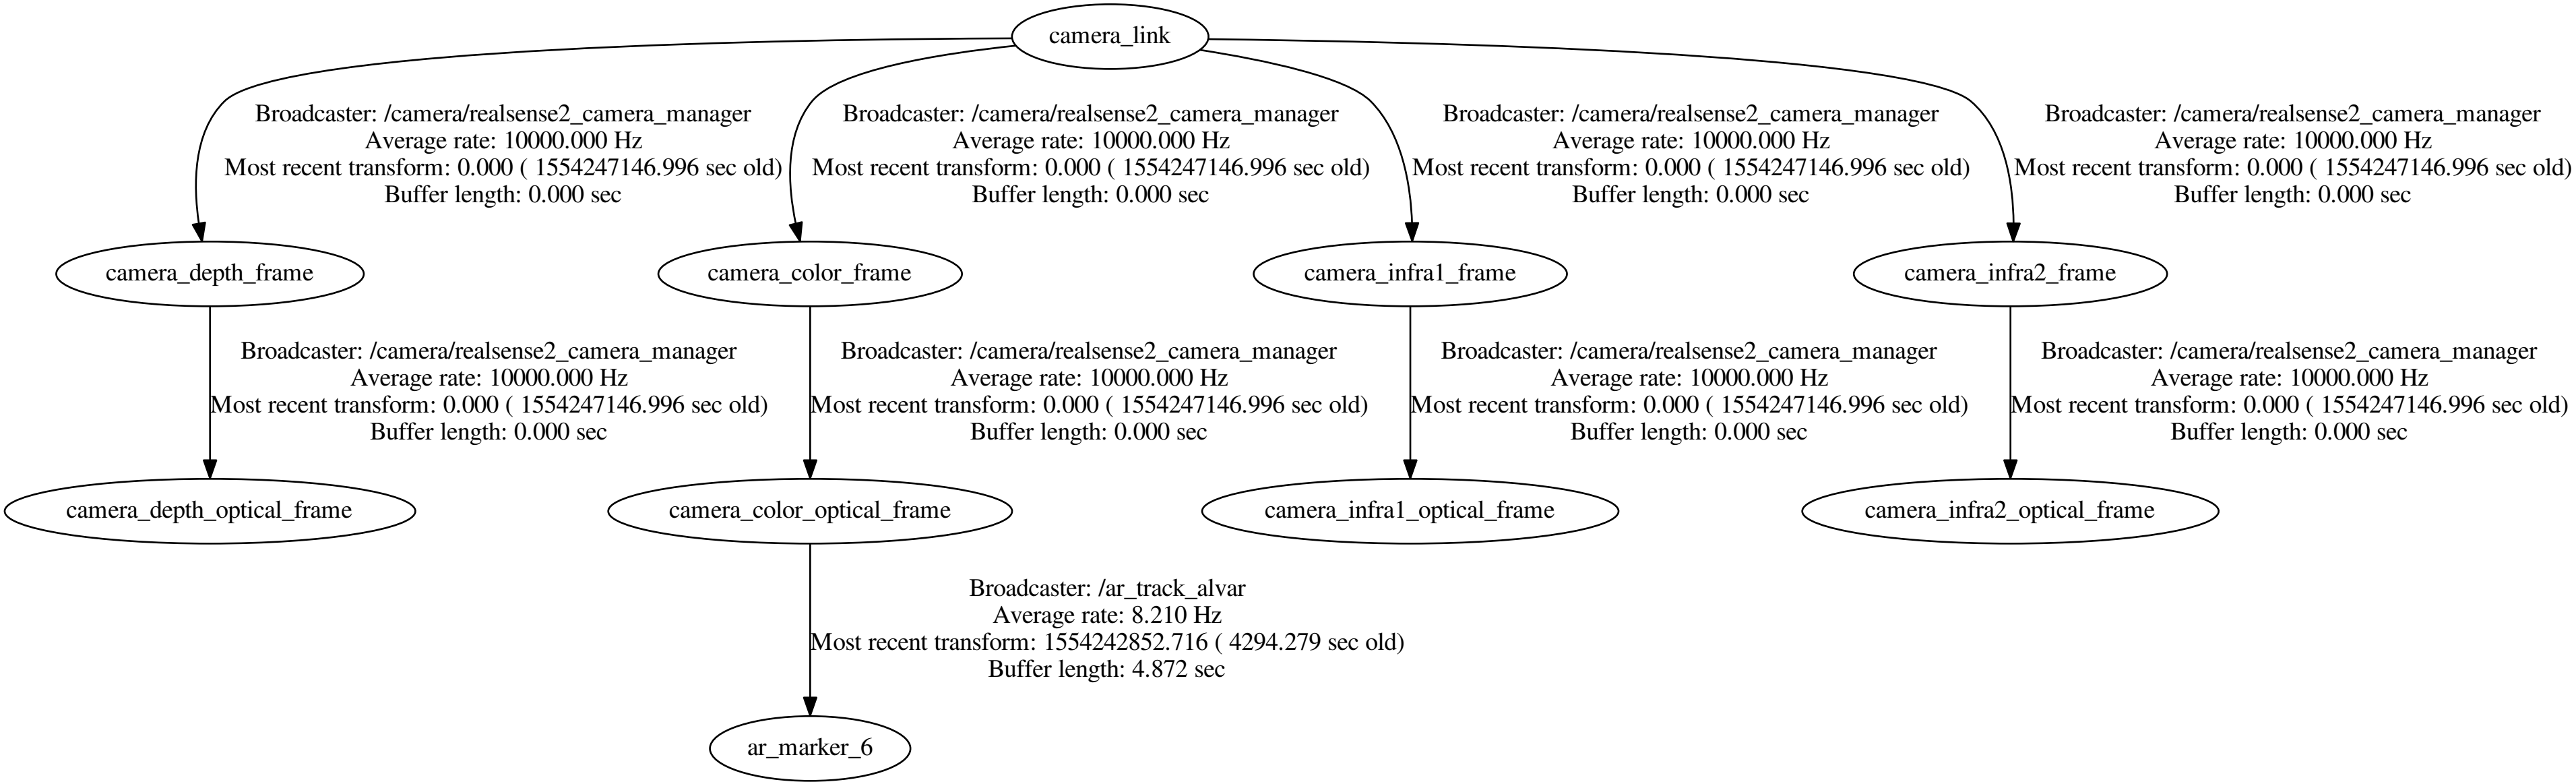 camera_link
Broadcaster: /camera/realsense2_camera_manager
Average rate: 10000.000 Hz
Most recent transform: 0.000 ( 1554247146.996 sec old)
Buffer length: 0.000 sec
Broadcaster: /camera/realsense2_camera_manager
Average rate: 10000.000 Hz
Most recent transform: 0.000 ( 1554247146.996 sec old)
Buffer length: 0.000 sec
Broadcaster: /camera/realsense2_camera_manager
Average rate: 10000.000 Hz
Most recent transform: 0.000 ( 1554247146.996 sec old)
Buffer length: 0.000 sec
Broadcaster: /camera/realsense2_camera_manager
Average rate: 10000.000 Hz
Most recent transform: 0.000 ( 1554247146.996 sec old)
Buffer length: 0.000 sec
camera_depth_frame
camera_color_frame
camera_infra1_frame
camera_infra2_frame
Broadcaster: /camera/realsense2_camera_manager
Average rate: 10000.000 Hz
Most recent transform: 0.000 ( 1554247146.996 sec old)
Buffer length: 0.000 sec
Broadcaster: /camera/realsense2_camera_manager
Average rate: 10000.000 Hz
Most recent transform: 0.000 ( 1554247146.996 sec old)
Buffer length: 0.000 sec
Broadcaster: /camera/realsense2_camera_manager
Average rate: 10000.000 Hz
Most recent transform: 0.000 ( 1554247146.996 sec old)
Buffer length: 0.000 sec
Broadcaster: /camera/realsense2_camera_manager
Average rate: 10000.000 Hz
Most recent transform: 0.000 ( 1554247146.996 sec old)
Buffer length: 0.000 sec
camera_depth_optical_frame
camera_color_optical_frame
camera_infra1_optical_frame
camera_infra2_optical_frame
Broadcaster: /ar_track_alvar
Average rate: 8.210 Hz
Most recent transform: 1554242852.716 ( 4294.279 sec old)
Buffer length: 4.872 sec
ar_marker_6